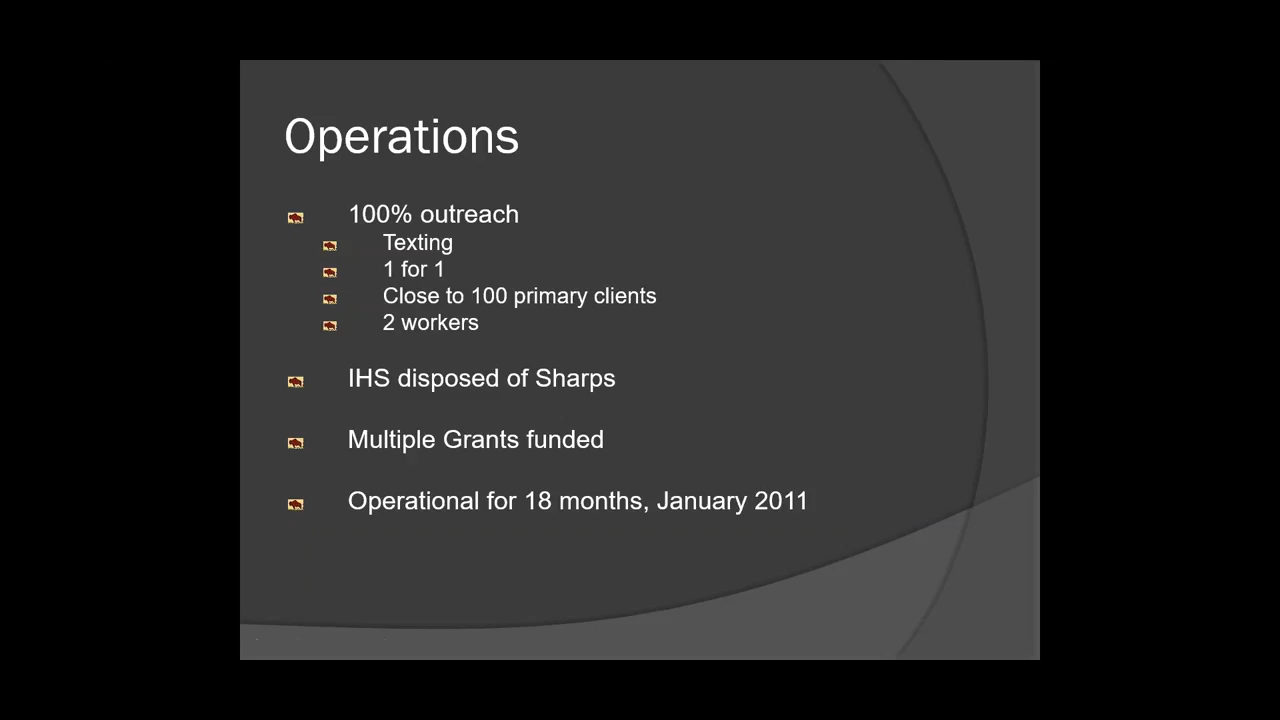 Operations
100% outreach
Texting
1 for 1
Close to 100 primary clients
2 workers
IHS disposed of Sharps
Multiple Grants funded
Operational for 18 months, January 2011